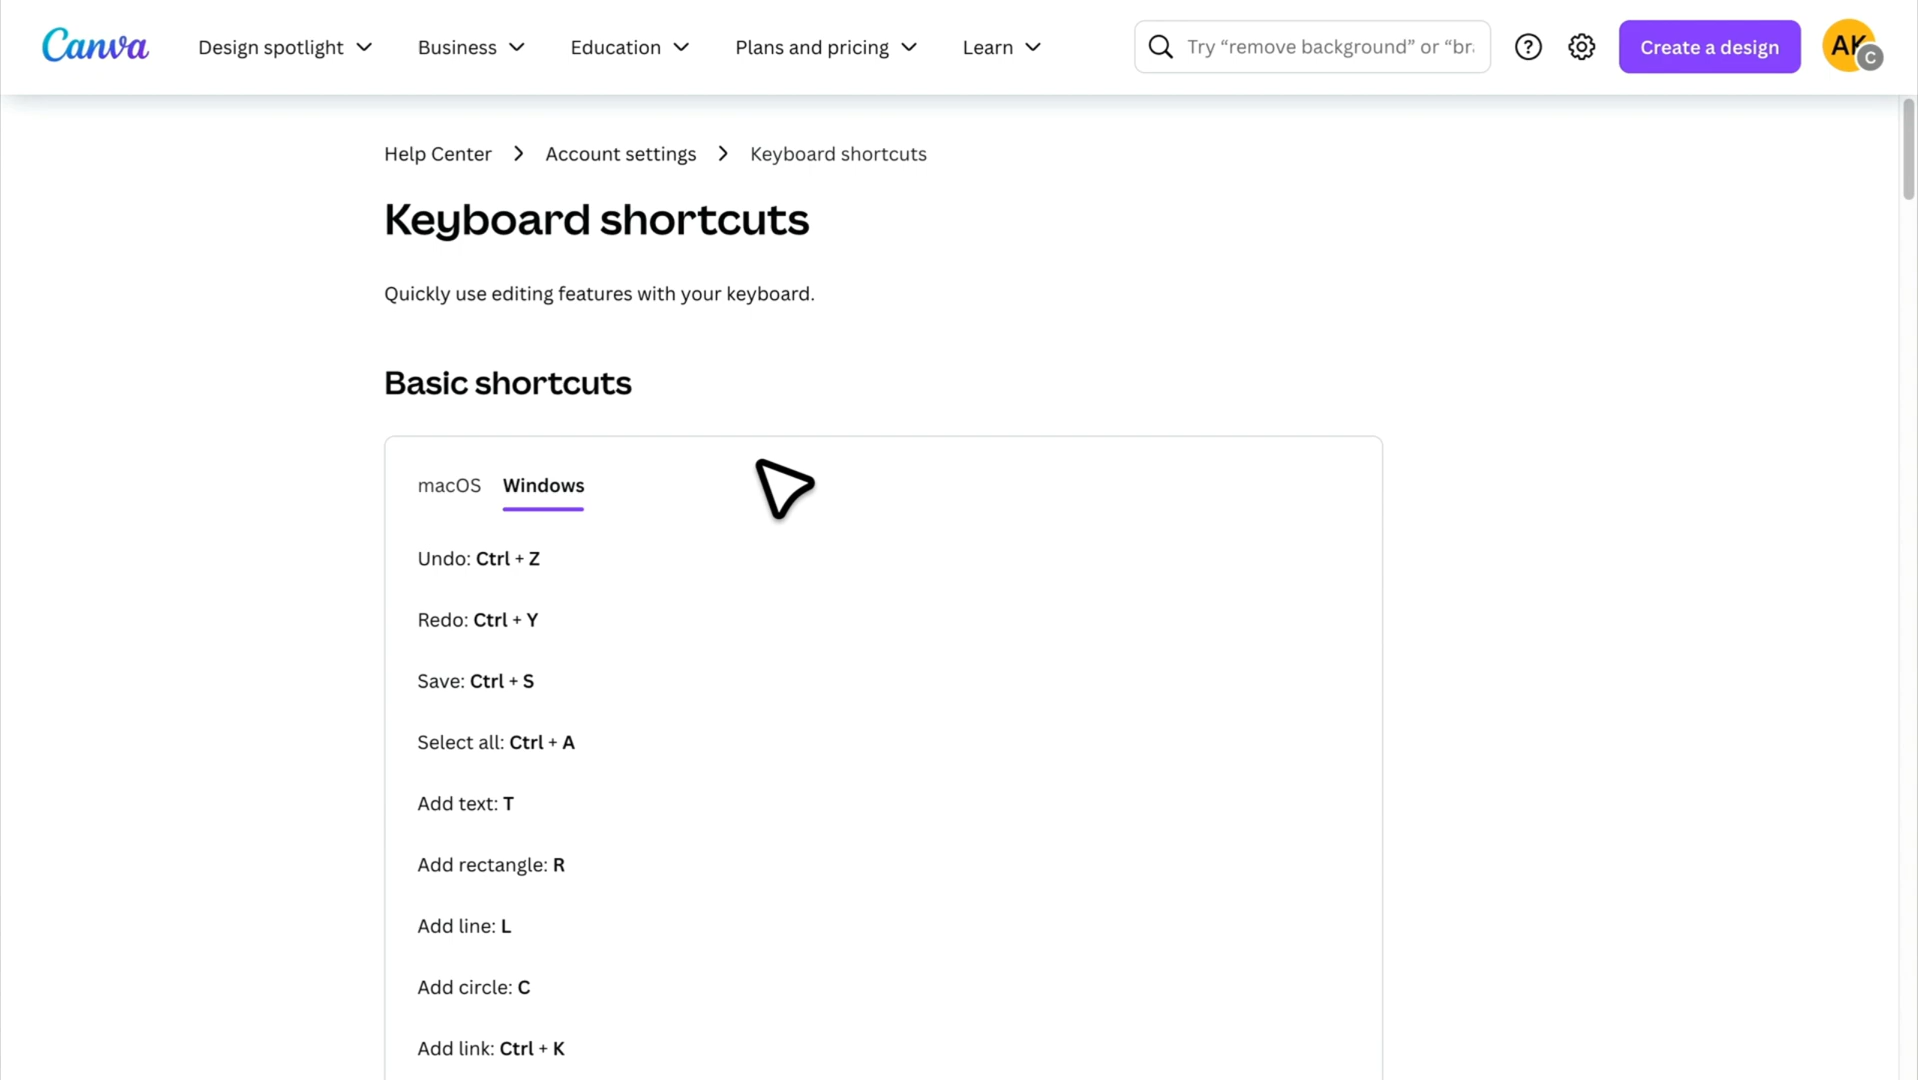 Canva
Design spotlight
Business
Education
Plans and pricing
Learn
Try “remove background” or “br
Create a design
AK
C
Help Center
Account settings
Keyboard shortcuts
Keyboard shortcuts
Quickly use editing features with your keyboard.
Basic shortcuts
macOS
Windows
Undo: Ctrl + Z
Redo: Ctrl + Y
Save: Ctrl + S
Select all: Ctrl + A
Add text: T
Add rectangle: R
Add line: L
Add circle: C
Add link: Ctrl + K